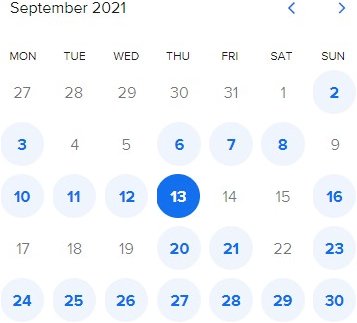 September 2021
MON TUE WED THU FRI SAT SUN
27 28 29 30 31 1 2
3 4 5 6 7 8 9
10 11 12 13 14 15 16
17 18 19 20 21 22 23
24 25 26 27 28 29 30